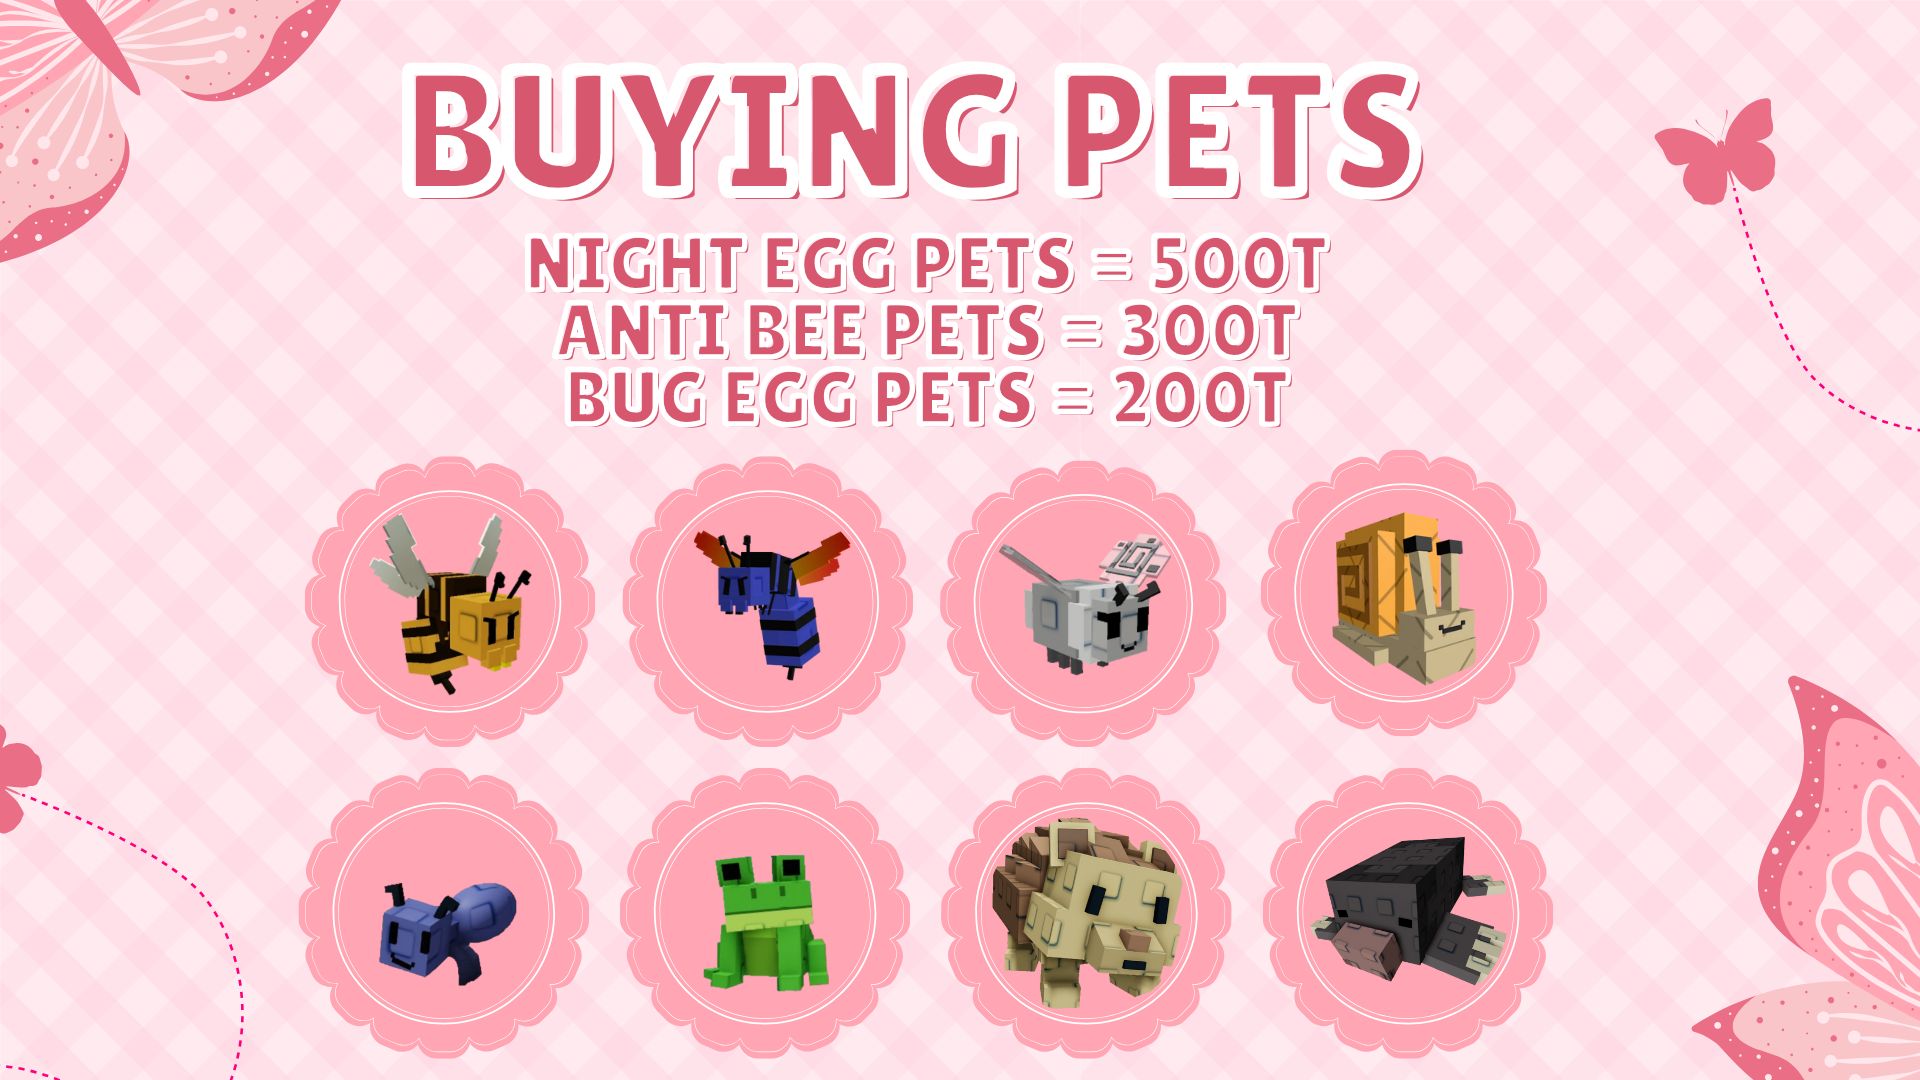 BUYING PETS
NIGHT EGG PETS = 500T
ANTI BEE PETS = 300T
BUG EGG PETS = 200T